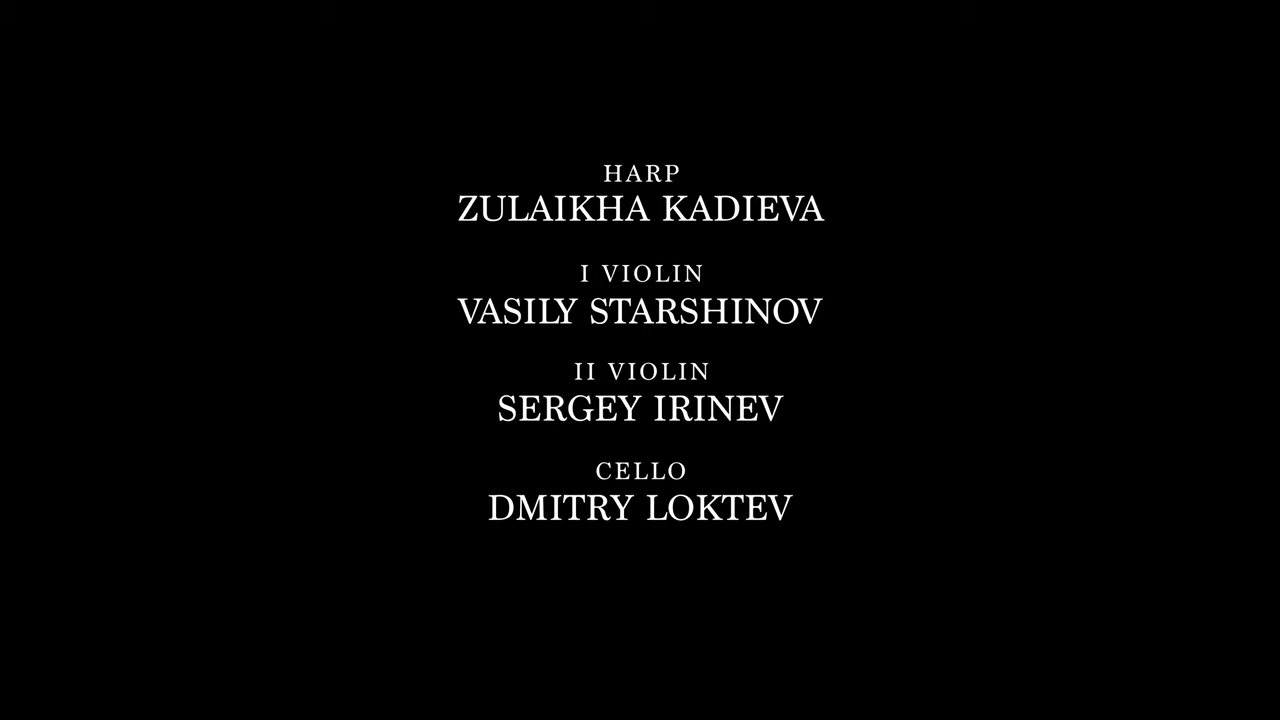 HARP
ZULAIKHA KADIEVA
I VIOLIN
VASILY STARSHINOV
II VIOLIN
SERGEY IRINEV
CELLO
DMITRY LOKTEV